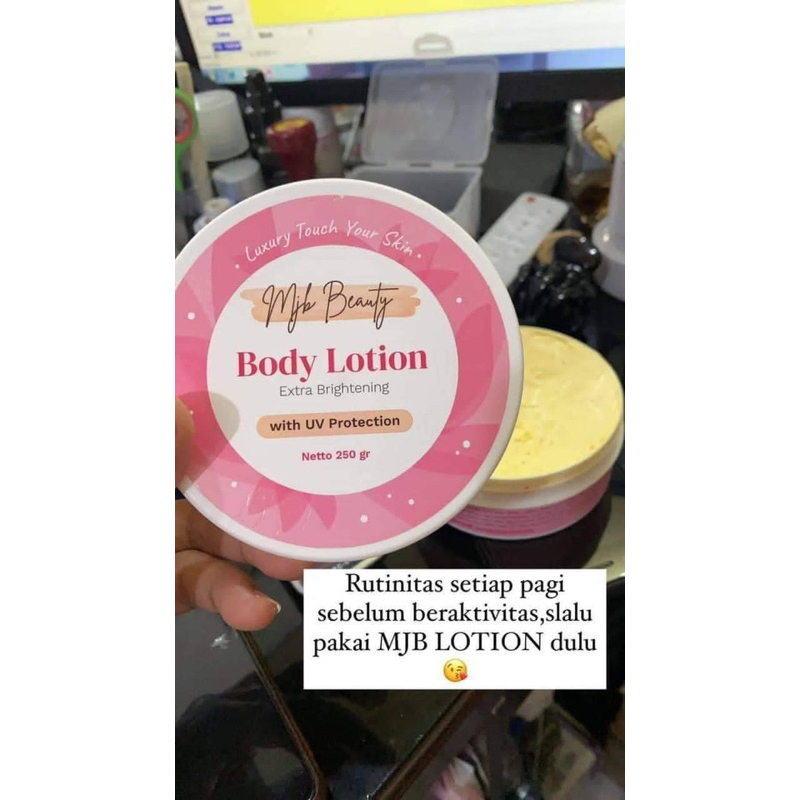 Luxury Touch Your Skin
Mjb Beauty
Body Lotion
Extra Brightening
with UV Protection
Netto 250 gr
Rutinitas setiap pagi
sebelum beraktivitas,slalu
pakai MJB LOTION dulu
😘